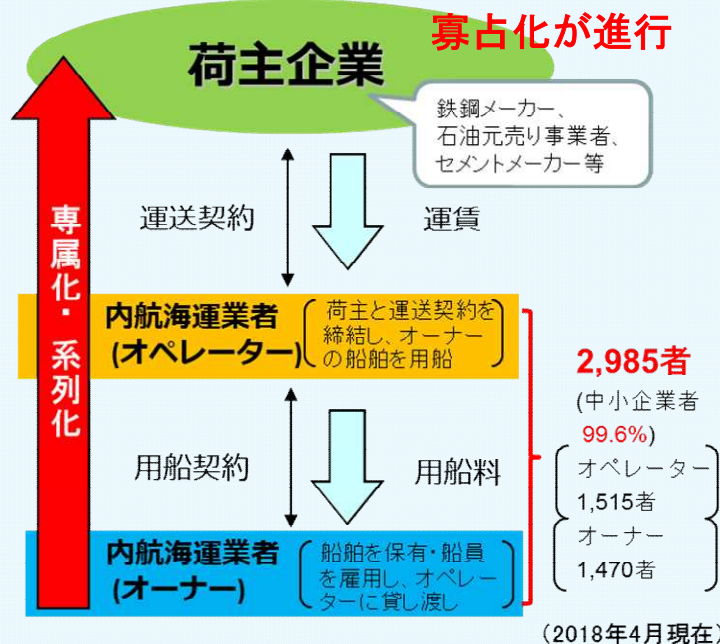 寡占化が進行
荷主企業
鉄鋼メーカー、
石油元売り事業者、
セメントメーカー等
運送契約
運賃
専属化・系列化
内航海運業者
(オペレーター)
荷主と運送契約を
締結し、オーナー
の船舶を用船
2,985者
(中小企業者
99.6%)
オペレーター
1,515者
オーナー
1,470者
用船契約
用船料
内航海運業者
(オーナー)
船舶を保有・船員
を雇用し、オペレー
ターに貸し渡し
(2018年4月現在)